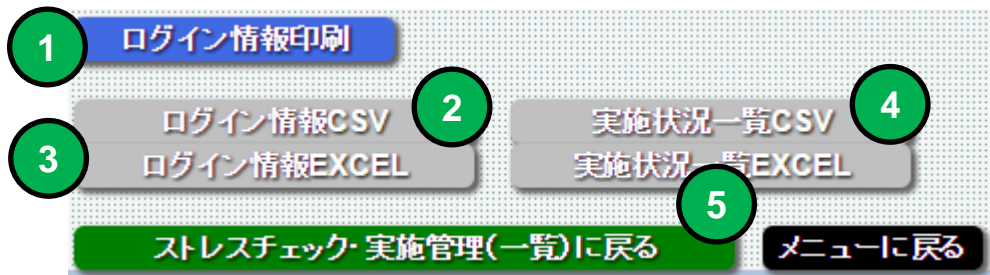 1 ログイン情報印刷
2 ログイン情報CSV
4 実施状況一覧CSV
3 ログイン情報EXCEL
実施状況一覧EXCEL
5
ストレスチェック・実施管理(一覧)に戻る
メニューに戻る